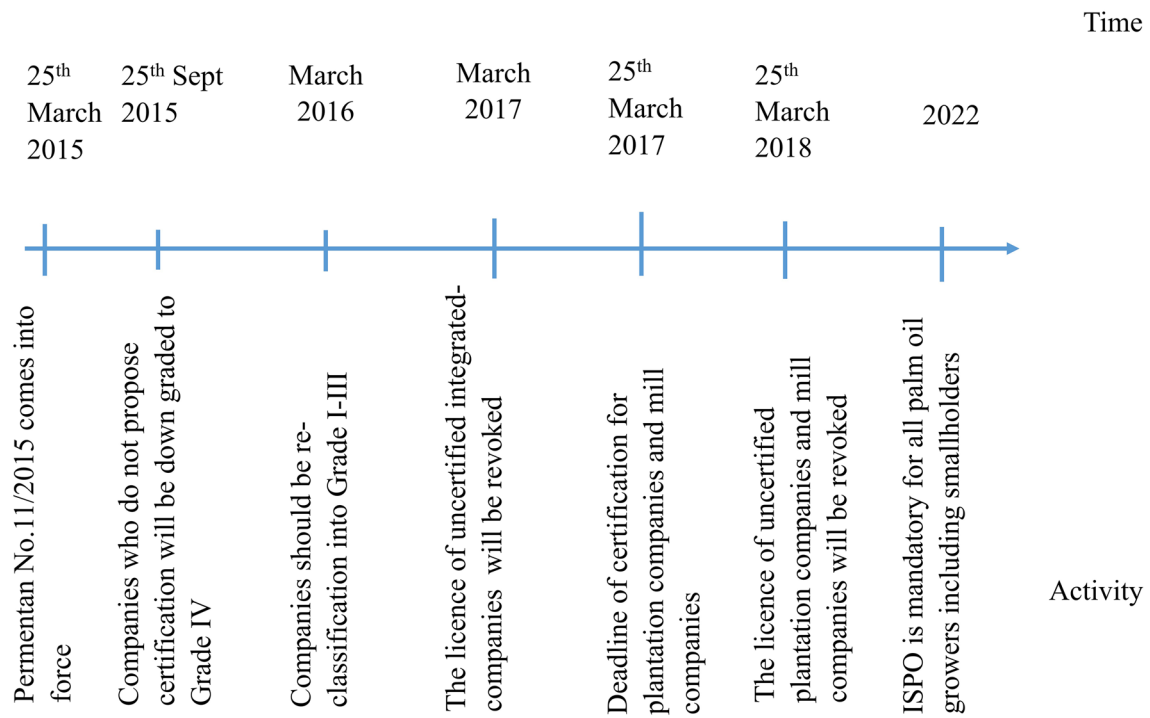 Time
25th
March
2015
25th Sept
2015
March
2016
March
2017
25th
March
2017
25th
March
2018
2022
Permentan No.11/2015 comes into
force
Companies who do not propose
certification will be down graded to
Grade IV
Companies should be re-
classification into Grade I-III
The licence of uncertified integrated-
companies will be revoked
Deadline of certification for
plantation companies and mill
companies
The licence of uncertified
plantation companies and mill
companies will be revoked
ISPO is mandatory for all palm oil
growers including smallholders
Activity